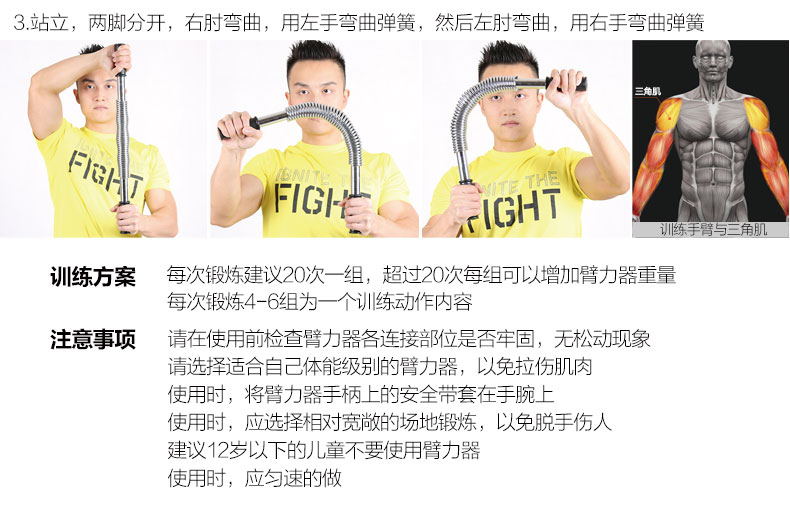 3.站立，两脚分开，右肘弯曲，用左手弯曲弹簧，然后左肘弯曲，用右手弯曲弹簧
FIGHT
IGNITE THE
FIGHT
IGNITE THE
FIGHT
三角肌
训练手臂与三角肌
训练方案
每次锻炼建议20次一组，超过20次每组可以增加臂力器重量
每次锻炼4-6组为一个训练动作内容
注意事项
请在使用前检查臂力器各连接部位是否牢固，无松动现象
请选择适合自己体能级别的臂力器，以免拉伤肌肉
使用时，将臂力器手柄上的安全带套在手腕上
使用时，应选择相对宽敞的场地锻炼，以免脱手伤人
建议12岁以下的儿童不要使用臂力器
使用时，应匀速的做